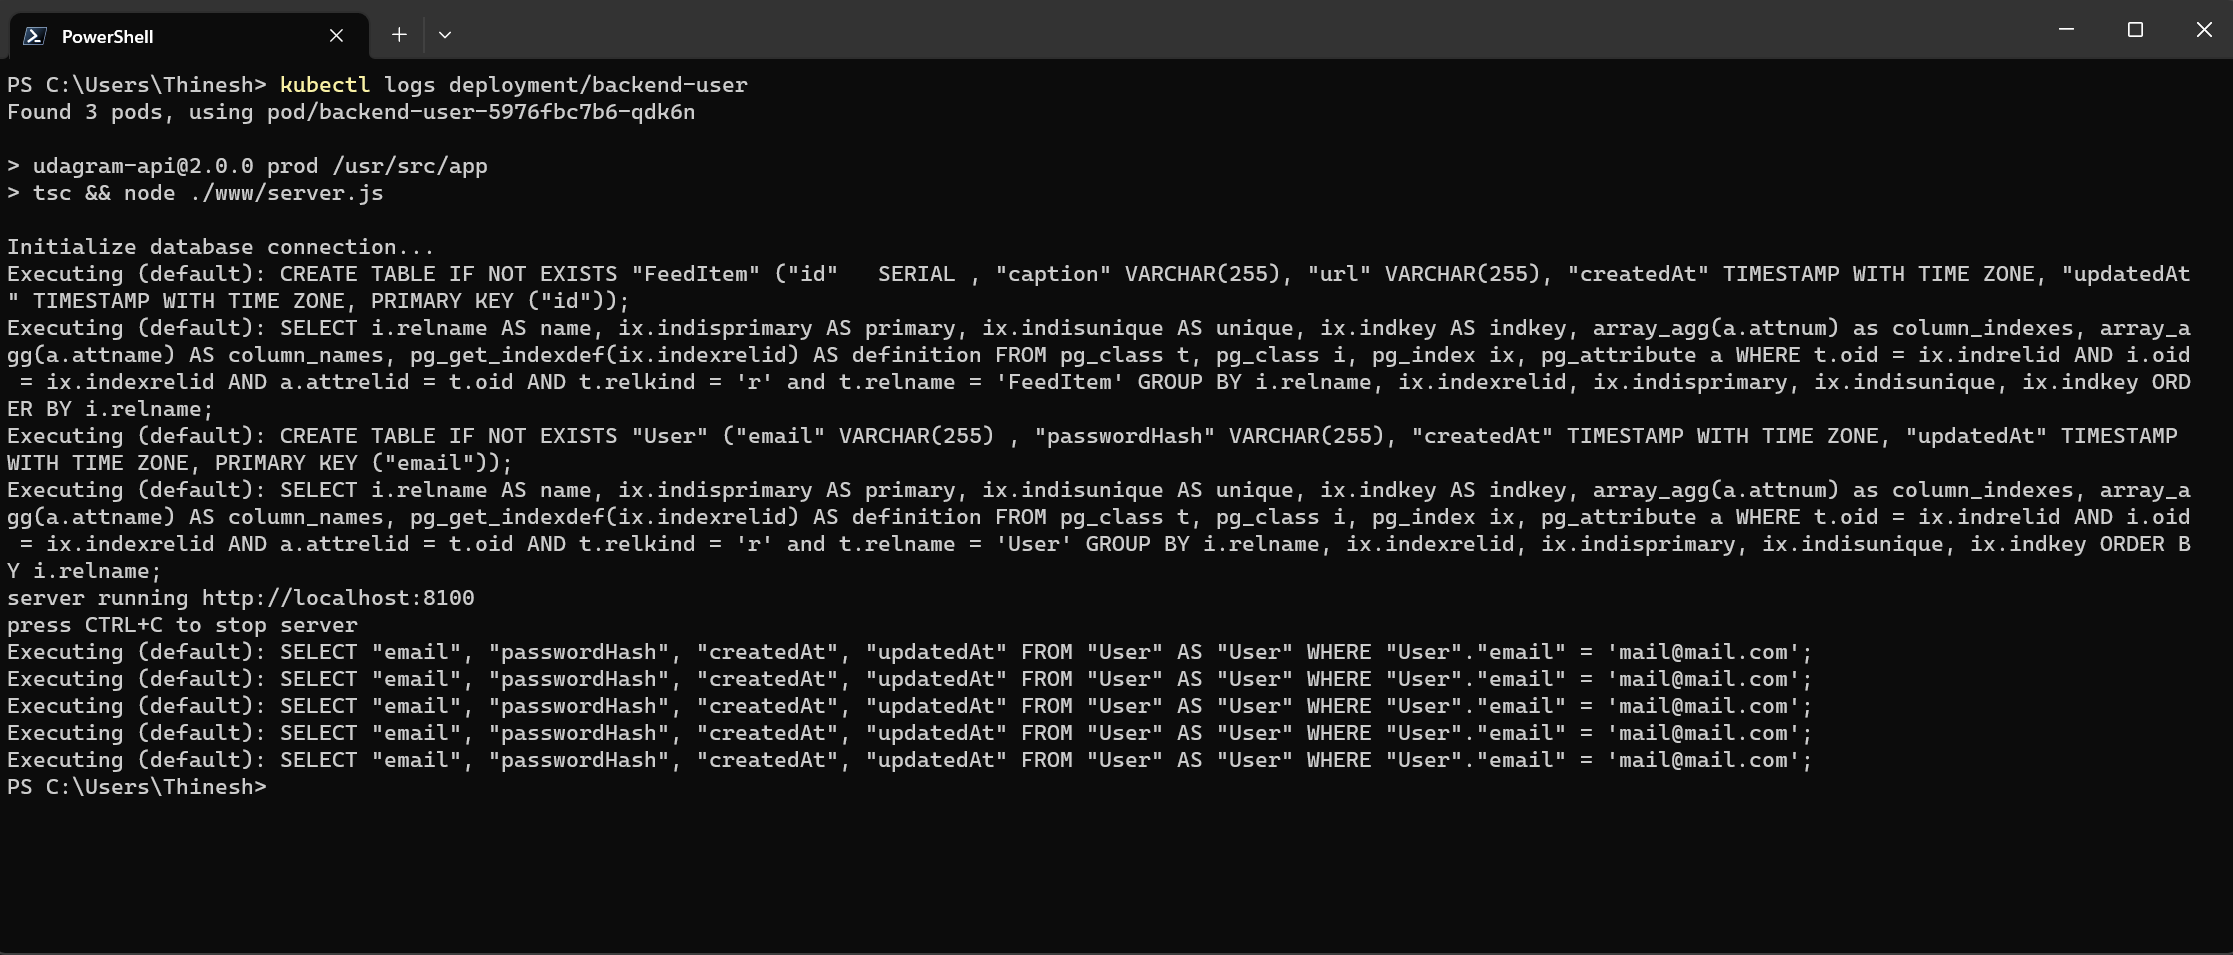 PowerShell
PS C:\Users\Thinesh> kubectl logs deployment/backend-user
Found 3 pods, using pod/backend-user-5976fbc7b6-qdk6n
> udagram-api@2.0.0 prod /usr/src/app
> tsc && node ./www/server.js
Initialize database connection...
Executing (default): CREATE TABLE IF NOT EXISTS "FeedItem" ("id"   SERIAL , "caption" VARCHAR(255), "url" VARCHAR(255), "createdAt" TIMESTAMP WITH TIME ZONE, "updatedAt
" TIMESTAMP WITH TIME ZONE, PRIMARY KEY ("id"));
Executing (default): SELECT i.relname AS name, ix.indisprimary AS primary, ix.indisunique AS unique, ix.indkey AS indkey, array_agg(a.attnum) as column_indexes, array_a
gg(a.attname) AS column_names, pg_get_indexdef(ix.indexrelid) AS definition FROM pg_class t, pg_class i, pg_index ix, pg_attribute a WHERE t.oid = ix.indrelid AND i.oid
 = ix.indexrelid AND a.attrelid = t.oid AND t.relkind = 'r' and t.relname = 'FeedItem' GROUP BY i.relname, ix.indexrelid, ix.indisprimary, ix.indisunique, ix.indkey ORD
ER BY i.relname;
Executing (default): CREATE TABLE IF NOT EXISTS "User" ("email" VARCHAR(255) , "passwordHash" VARCHAR(255), "createdAt" TIMESTAMP WITH TIME ZONE, "updatedAt" TIMESTAMP
WITH TIME ZONE, PRIMARY KEY ("email"));
Executing (default): SELECT i.relname AS name, ix.indisprimary AS primary, ix.indisunique AS unique, ix.indkey AS indkey, array_agg(a.attnum) as column_indexes, array_a
gg(a.attname) AS column_names, pg_get_indexdef(ix.indexrelid) AS definition FROM pg_class t, pg_class i, pg_index ix, pg_attribute a WHERE t.oid = ix.indrelid AND i.oid
 = ix.indexrelid AND a.attrelid = t.oid AND t.relkind = 'r' and t.relname = 'User' GROUP BY i.relname, ix.indexrelid, ix.indisprimary, ix.indisunique, ix.indkey ORDER B
Y i.relname;
server running http://localhost:8100
press CTRL+C to stop server
Executing (default): SELECT "email", "passwordHash", "createdAt", "updatedAt" FROM "User" AS "User" WHERE "User"."email" = 'mail@mail.com';
Executing (default): SELECT "email", "passwordHash", "createdAt", "updatedAt" FROM "User" AS "User" WHERE "User"."email" = 'mail@mail.com';
Executing (default): SELECT "email", "passwordHash", "createdAt", "updatedAt" FROM "User" AS "User" WHERE "User"."email" = 'mail@mail.com';
Executing (default): SELECT "email", "passwordHash", "createdAt", "updatedAt" FROM "User" AS "User" WHERE "User"."email" = 'mail@mail.com';
Executing (default): SELECT "email", "passwordHash", "createdAt", "updatedAt" FROM "User" AS "User" WHERE "User"."email" = 'mail@mail.com';
PS C:\Users\Thinesh>